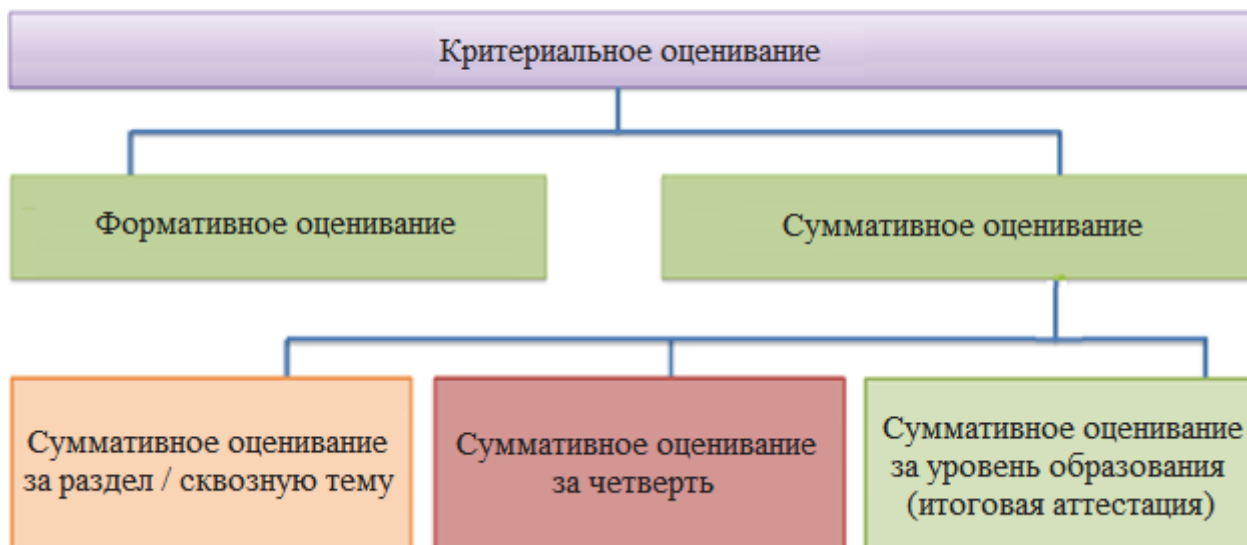 Критериальное оценивание
Формативное оценивание
Суммативное оценивание
Суммативное оценивание
за раздел / сквозную тему
Суммативное оценивание
за четверть
Суммативное оценивание
за уровень образования
(итоговая аттестация)